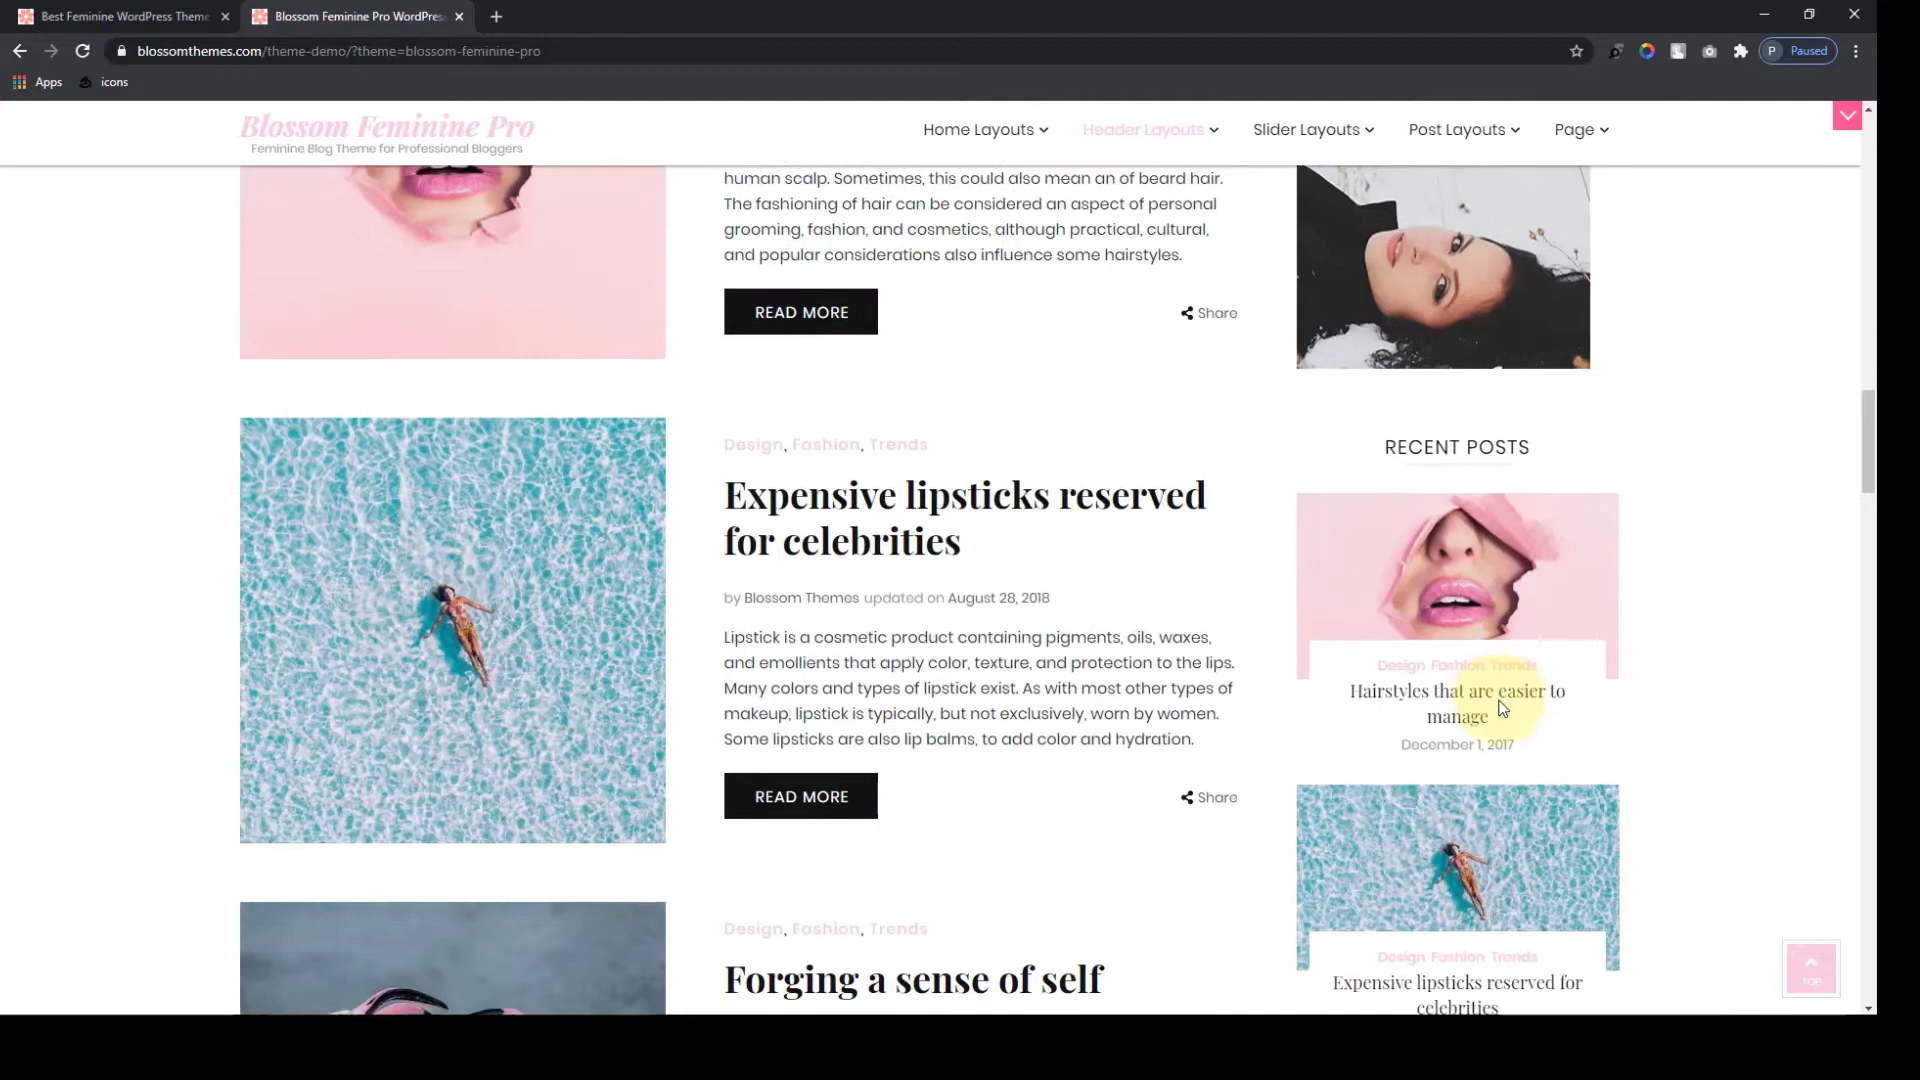 Best Feminine WordPress Theme
Blossom Feminine Pro WordPres
blossomthemes.com/theme-demo/?theme=blossom-feminine-pro
P Paused
Apps icons
Blossom Feminine Pro
Feminine Blog Theme for Professional Bloggers
Home Layouts Header Layouts Slider Layouts Post Layouts Page
human scalp. Sometimes, this could also mean an of beard hair.
The fashioning of hair can be considered an aspect of personal
grooming, fashion, and cosmetics, although practical, cultural,
and popular considerations also influence some hairstyles.
READ MORE
Share
Design, Fashion, Trends
Expensive lipsticks reserved
for celebrities
by Blossom Themes updated on August 28, 2018
Lipstick is a cosmetic product containing pigments, oils, waxes,
and emollients that apply color, texture, and protection to the lips.
Many colors and types of lipstick exist. As with most other types of
makeup, lipstick is typically, but not exclusively, worn by women.
Some lipsticks are also lip balms, to add color and hydration.
READ MORE
Share
Design, Fashion, Trends
Forging a sense of self
RECENT POSTS
Design Fashion Trends
Hairstyles that are easier to
manage
December 1, 2017
Design Fashion Trends
Expensive lipsticks reserved for
celebrities
TOP